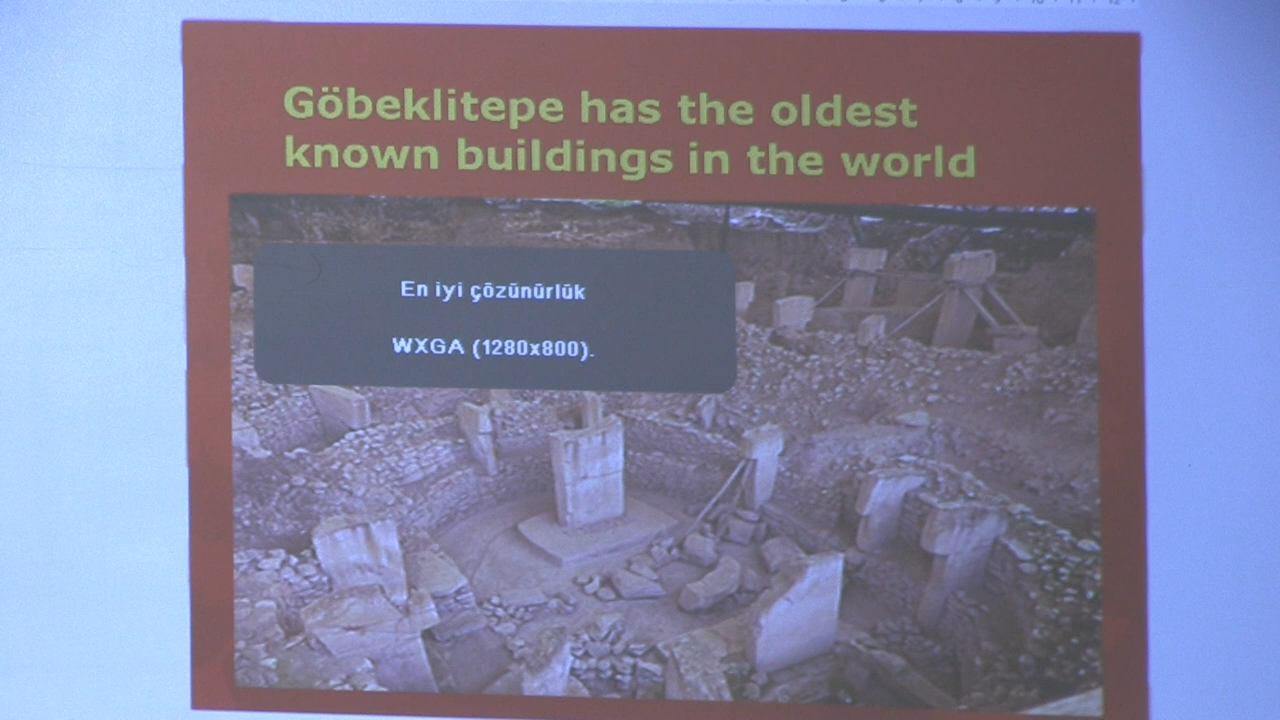 Göbeklitepe has the oldest
known buildings in the world
En iyi çözünürlük
WXGA (1280x800).